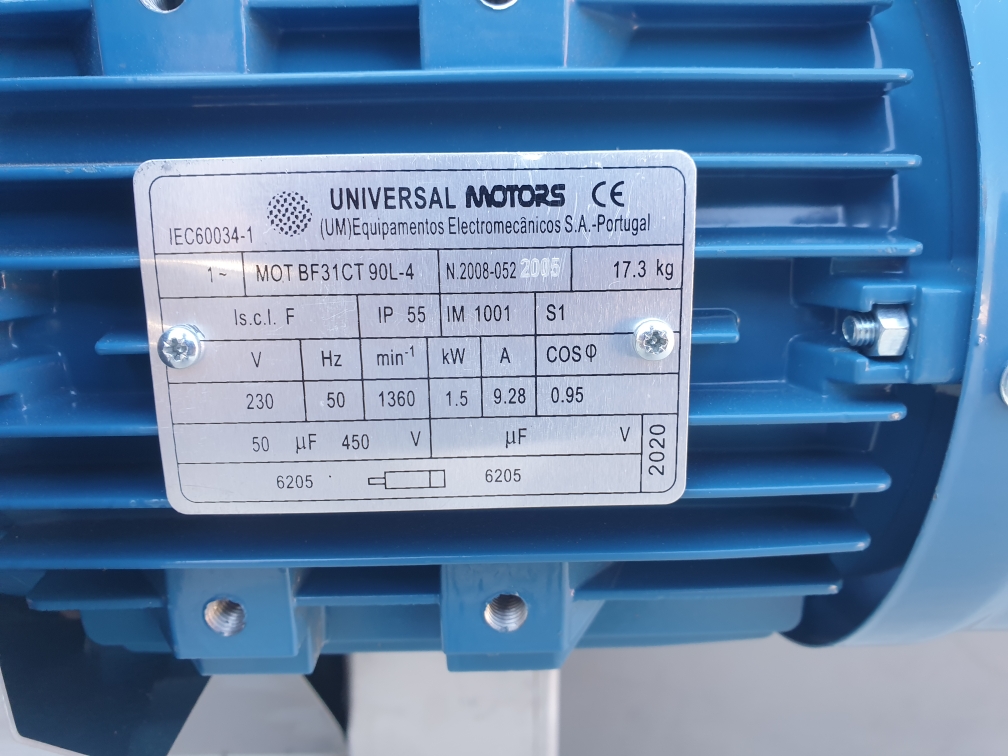 UNIVERSAL MOTORS CE
IEC60034-1 (UM)Equipamentos Electromecânicos S.A.-Portugal
1~ MOT BF31CT 90L-4 N.2008-052 2005 17.3 kg
Is.c.l. F IP 55 IM 1001 S1
V Hz min-1 kW A COS φ
230 50 1360 1.5 9.28 0.95
50 µF 450 V µF V
6205 6205
2020